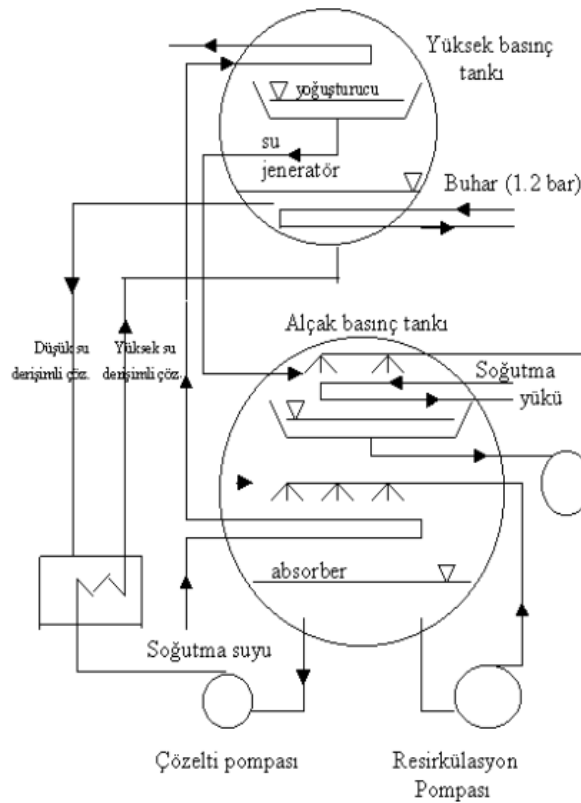 Yüksek basınç
tankı
yoğuşturucu
su
jeneratör
Buhar (1.2 bar)
Alçak basınç tankı
Düşük su
derişimli çöz.
Yüksek su
derişimli çöz.
Soğutma
yükü
absorber
Soğutma suyu
Çözelti pompası
Resirkülasyon
Pompası